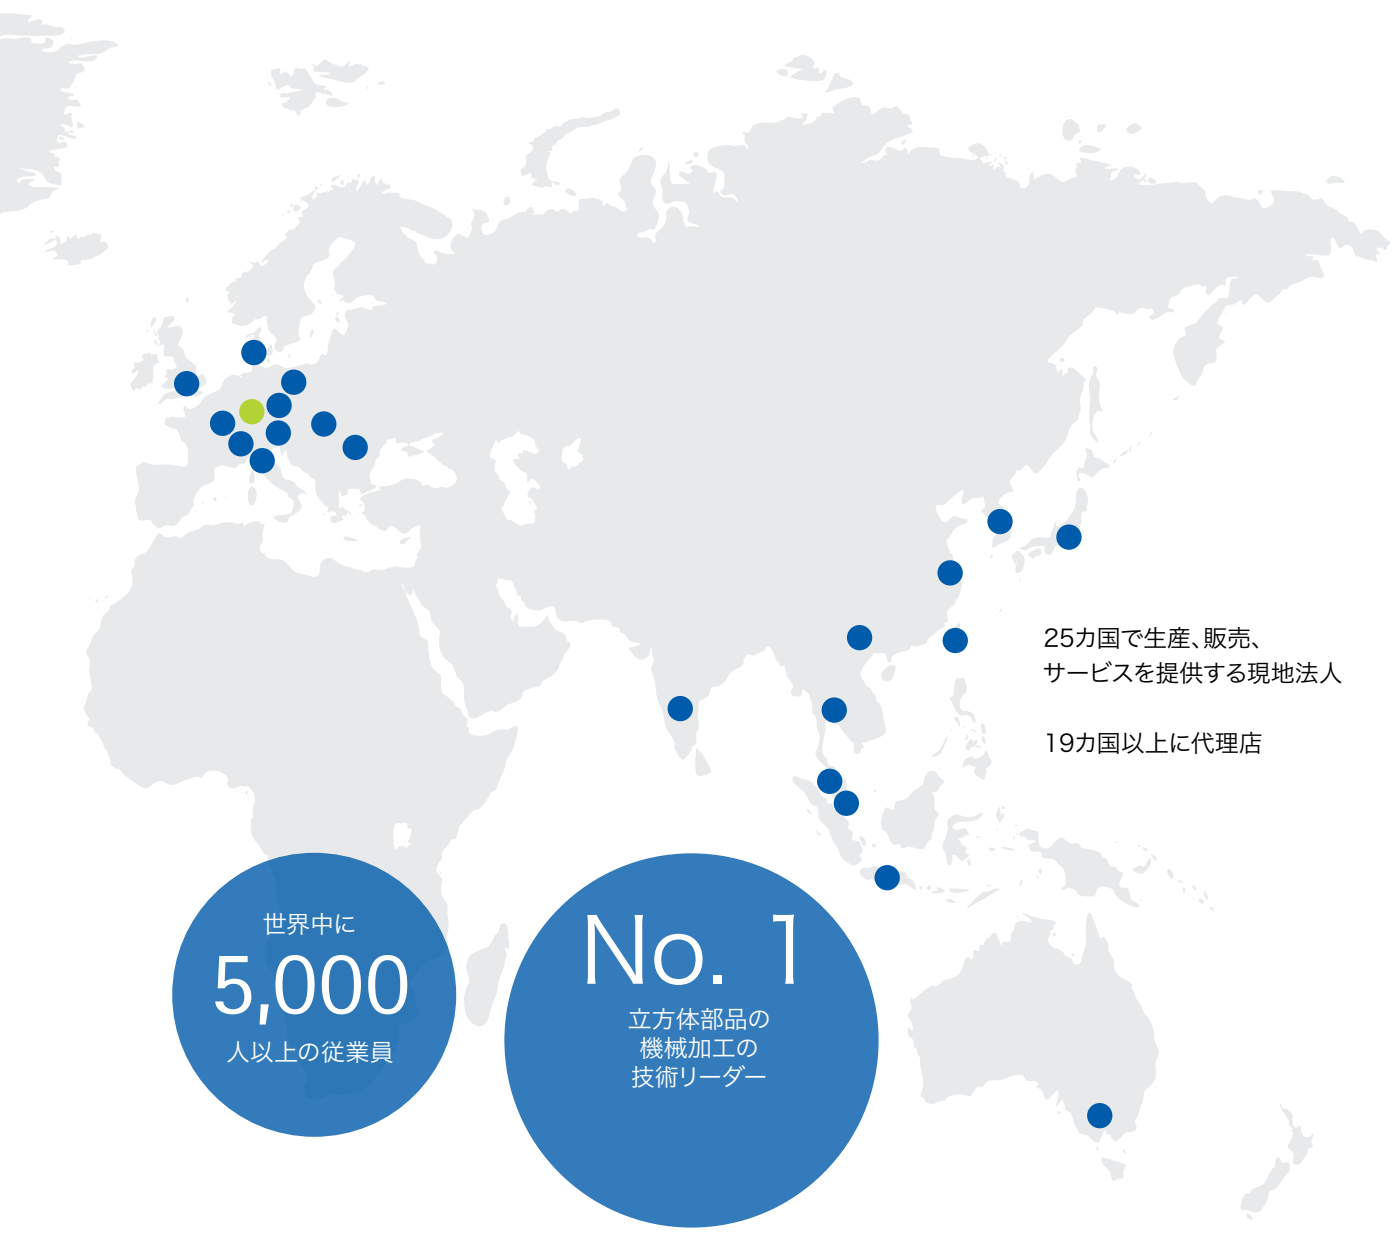 25カ国で生産、販売、
サービスを提供する現地法人
19カ国以上に代理店
世界中に
5,000
人以上の従業員
No. 1
立方体部品の
機械加工の
技術リーダー